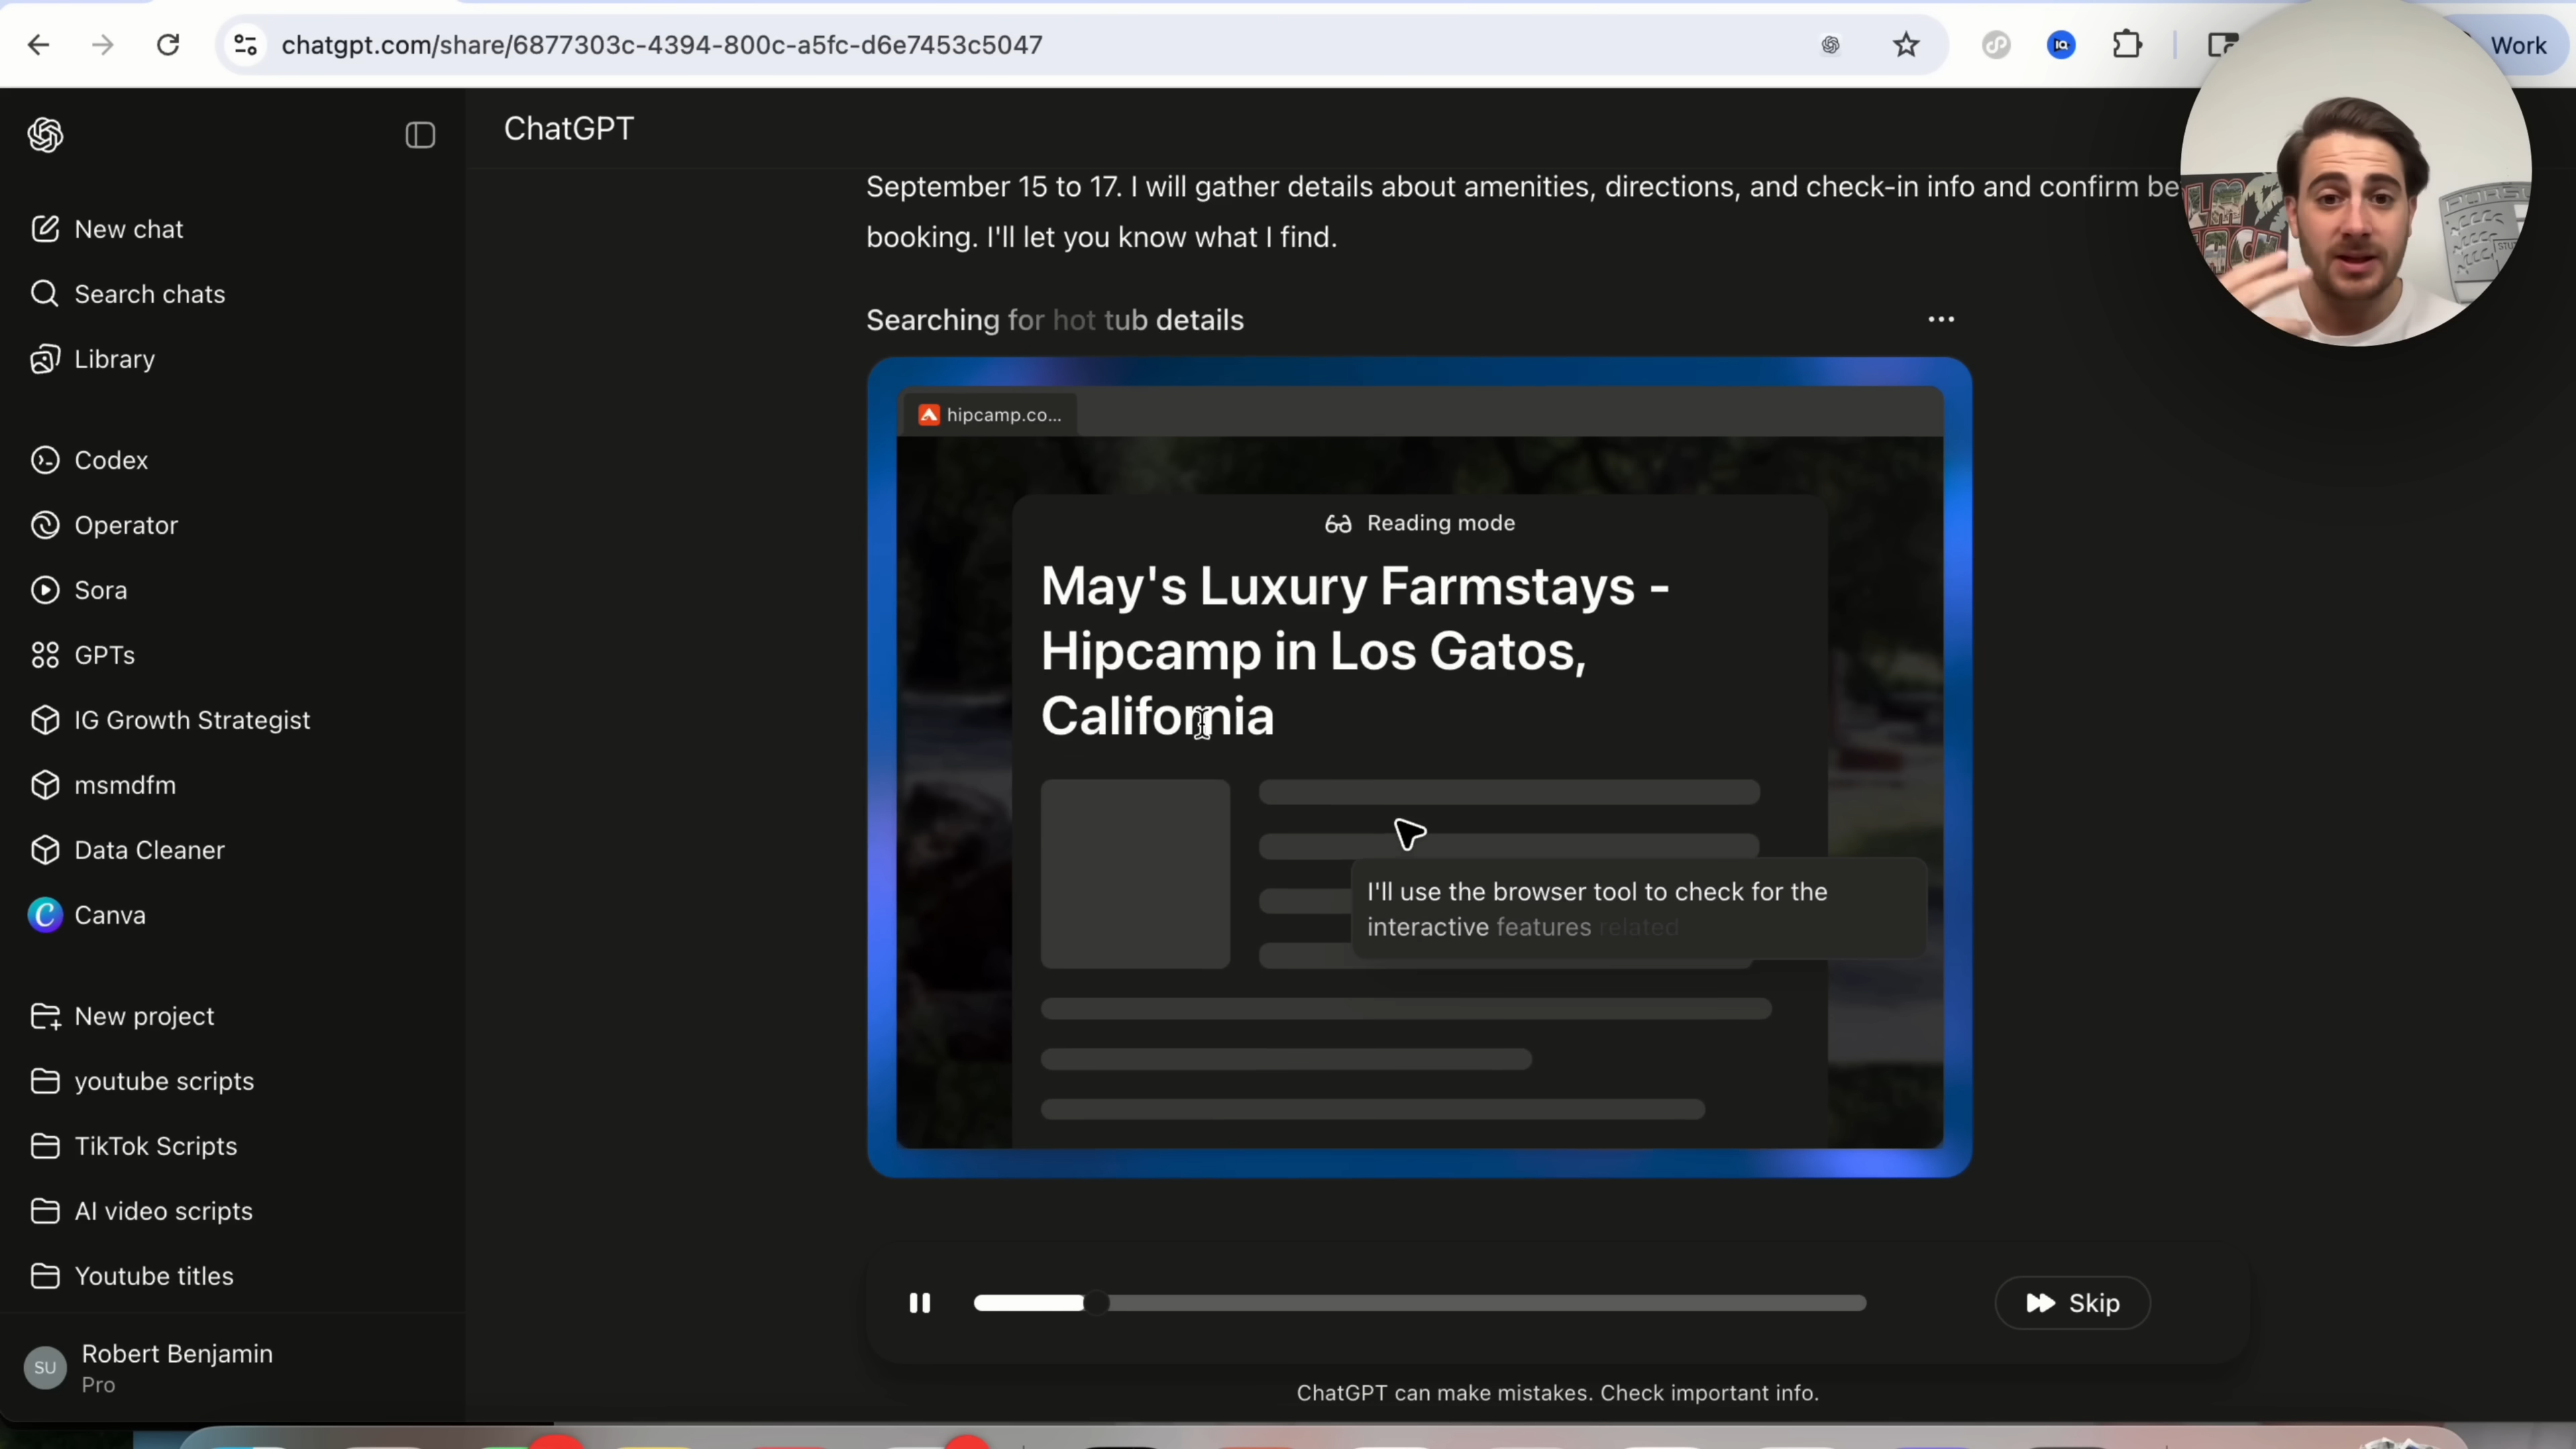 chatgpt.com/share/6877303c-4394-800c-a5fc-d6e7453c5047
Work
ChatGPT
New chat
Search chats
Library
Codex
Operator
Sora
GPTs
IG Growth Strategist
msmdfm
Data Cleaner
Canva
New project
youtube scripts
TikTok Scripts
AI video scripts
Youtube titles
SU
Robert Benjamin
Pro
September 15 to 17. I will gather details about amenities, directions, and check-in info and confirm be
booking. I'll let you know what I find.
Searching for hot tub details
hipcamp.co...
Reading mode
May's Luxury Farmstays -
Hipcamp in Los Gatos,
California
I'll use the browser tool to check for the
interactive features related
Skip
ChatGPT can make mistakes. Check important info.